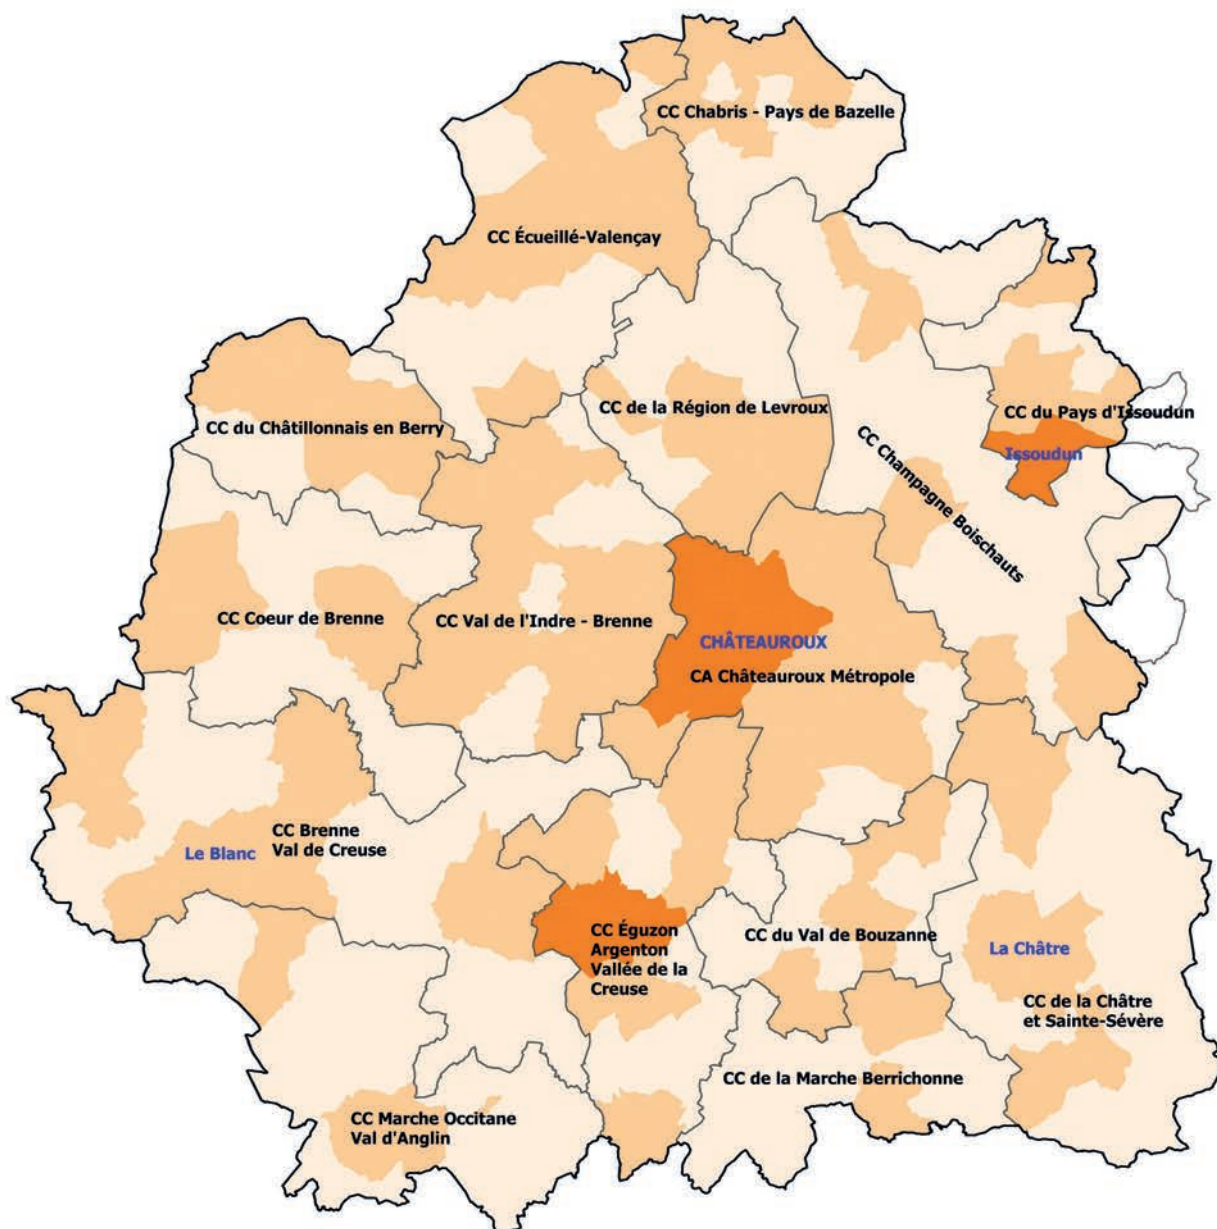 CC Chabris - Pays de Bazelle
CC Écueillé-Valençay
CC de la Région de Levroux
CC du Pays d'Issoudun
CC du Châtillonnais en Berry
Issoudun
CC Champagne Boischauts
CC Coeur de Brenne
CC Val de l'Indre - Brenne
CHÂTEAUROUX
CA Châteauroux Métropole
CC Brenne
Val de Creuse
Le Blanc
CC Éguzon
Argenton
Vallée de la
Creuse
CC du Val de Bouzanne
La Châtre
CC de la Châtre
et Sainte-Sévère
CC de la Marche Berrichonne
CC Marche Occitane
Val d'Anglin